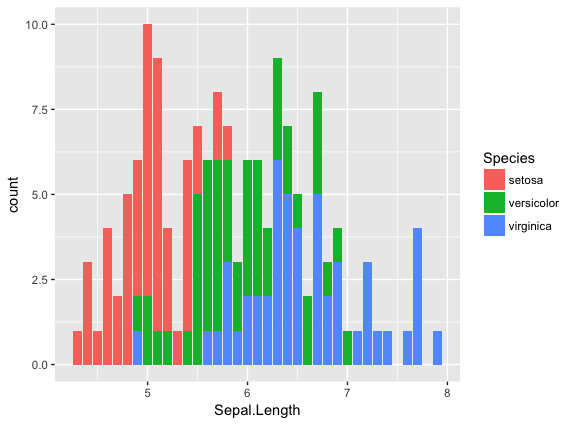 10.0
7.5
5.0
2.5
0.0
count
5 6 7 8
Sepal.Length
Species
setosa
versicolor
virginica